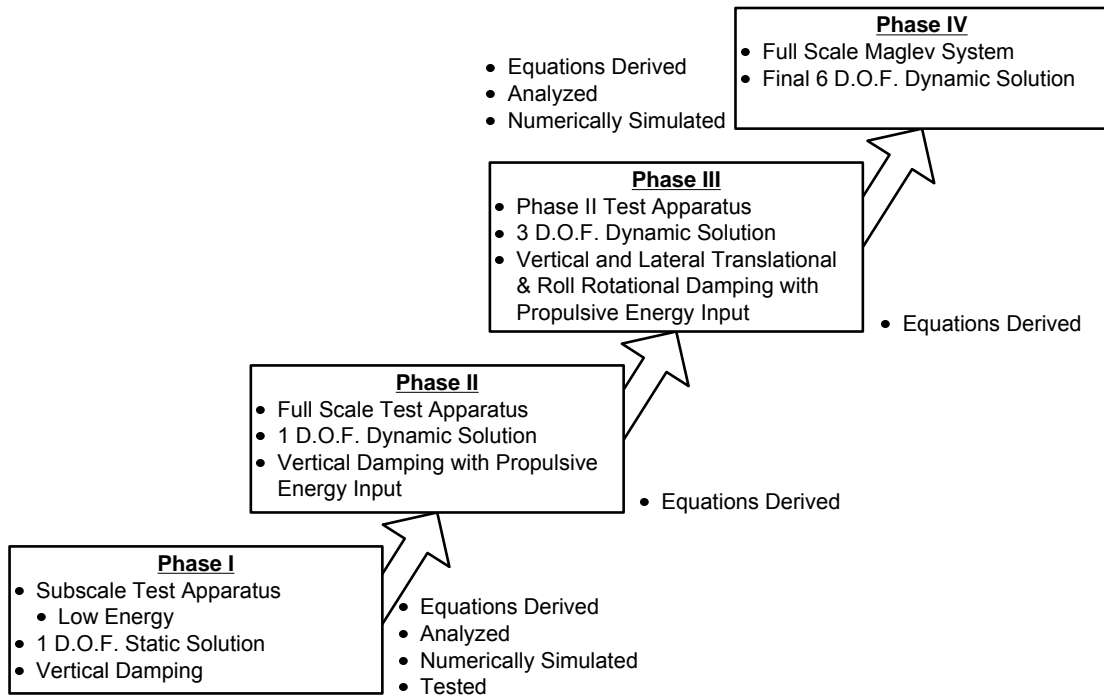 Phase IV
• Full Scale Maglev System
• Final 6 D.O.F. Dynamic Solution
• Equations Derived
• Analyzed
• Numerically Simulated
Phase III
• Phase II Test Apparatus
• 3 D.O.F. Dynamic Solution
• Vertical and Lateral Translational
& Roll Rotational Damping with
Propulsive Energy Input
• Equations Derived
Phase II
• Full Scale Test Apparatus
• 1 D.O.F. Dynamic Solution
• Vertical Damping with Propulsive
Energy Input
• Equations Derived
Phase I
• Subscale Test Apparatus
• Low Energy
• 1 D.O.F. Static Solution
• Vertical Damping
• Equations Derived
• Analyzed
• Numerically Simulated
• Tested